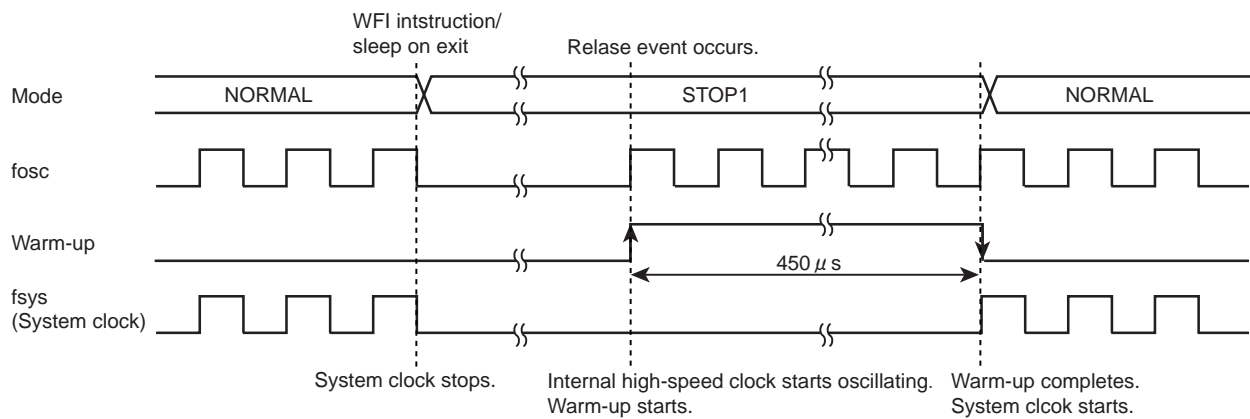 WFI intstruction/
sleep on exit
Relase event occurs.
Mode
NORMAL
STOP1
NORMAL
fosc
Warm-up
450 μ s
fsys
(System clock)
System clock stops.
Internal high-speed clock starts oscillating.
Warm-up starts.
Warm-up completes.
System clcok starts.